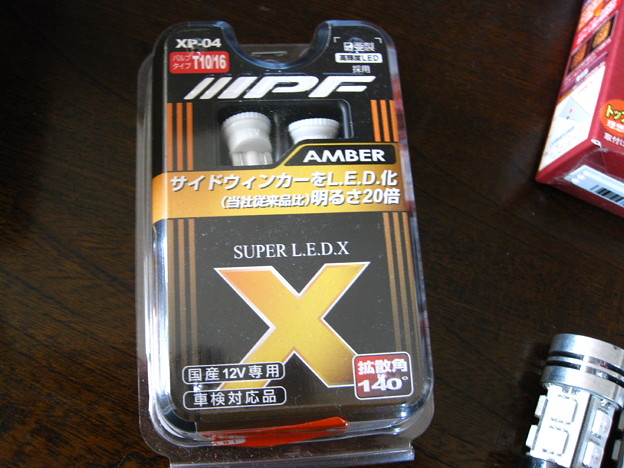 XP-04
バルブ
タイプ T10/16
高輝度LED
採用
IPF
AMBER
サイドウィンカーをL.E.D.化
(当社従来品比)明るさ20倍
SUPER L.E.D.X
X
国産12V専用
車検対応品
拡散角
140°